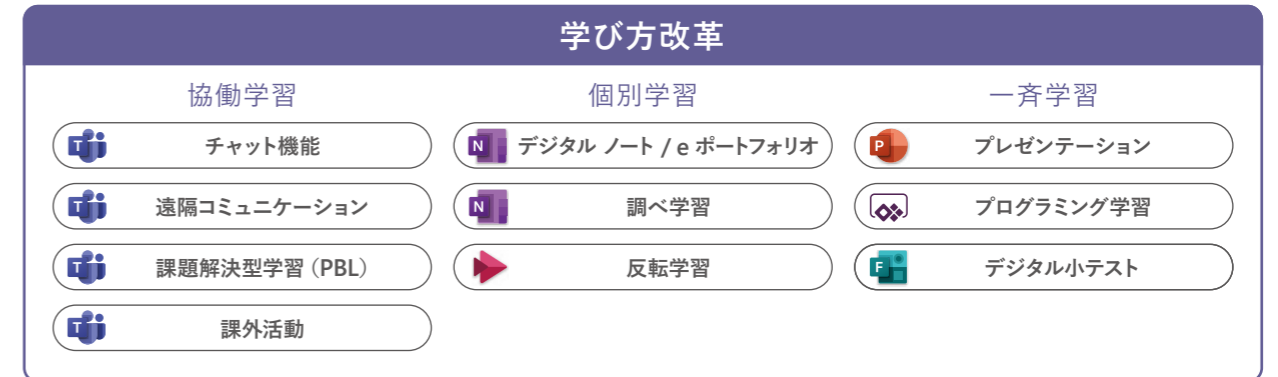 学び方改革
協働学習
チャット機能
遠隔コミュニケーション
課題解決型学習（PBL）
課外活動
個別学習
デジタル ノート / e ポートフォリオ
調べ学習
反転学習
一斉学習
プレゼンテーション
プログラミング学習
デジタル小テスト